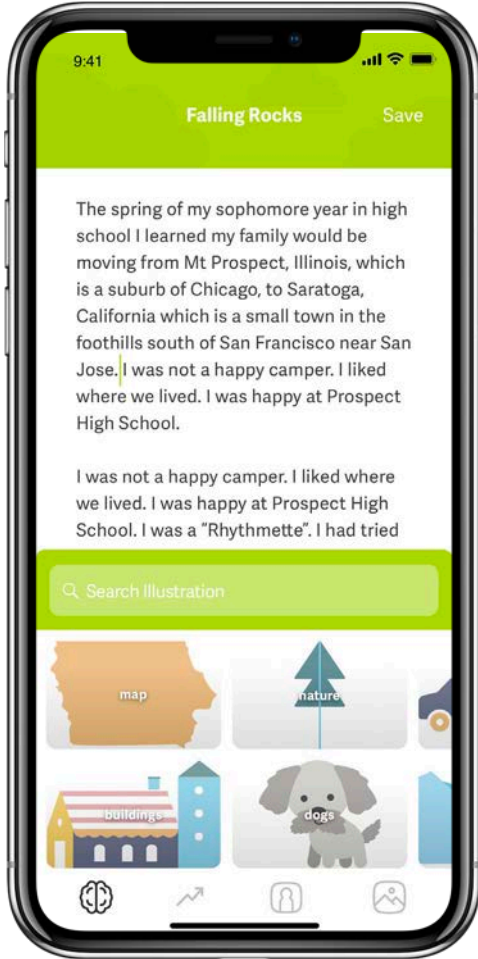 9:41
Falling Rocks
Save
The spring of my sophomore year in high
school I learned my family would be
moving from Mt Prospect, Illinois, which
is a suburb of Chicago, to Saratoga,
California which is a small town in the
foothills south of San Francisco near San
Jose. I was not a happy camper. I liked
where we lived. I was happy at Prospect
High School.
I was not a happy camper. I liked where
we lived. I was happy at Prospect High
School. I was a “Rhythmette”. I had tried
Search Illustration
map
nature
buildings
dogs